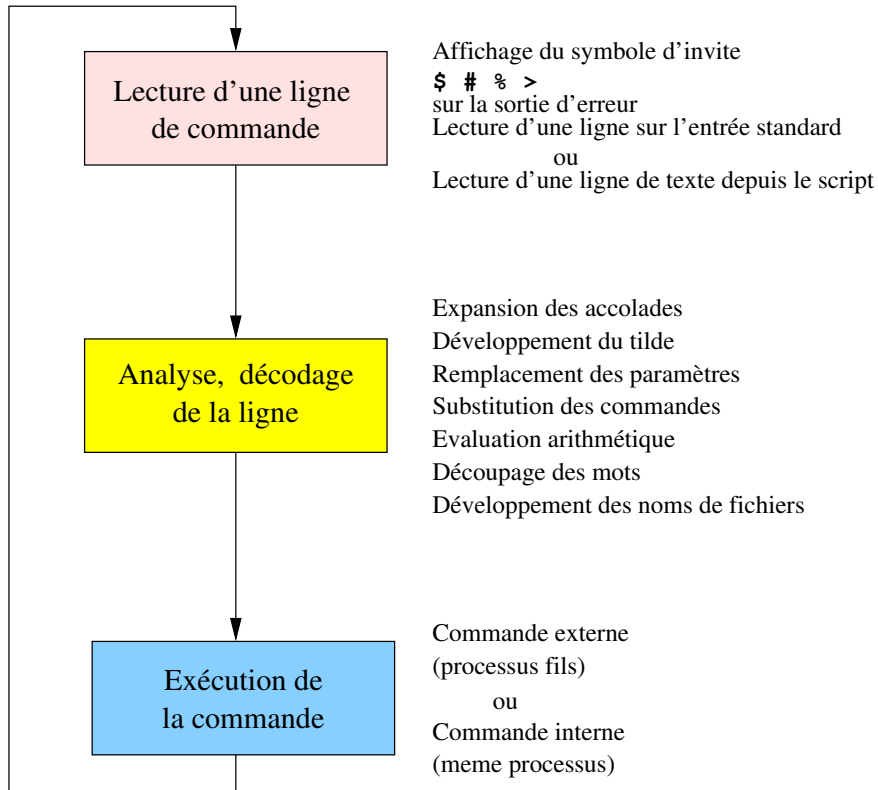 Lecture d'une ligne
de commande
Affichage du symbole d'invite
$ # % >
sur la sortie d'erreur
Lecture d'une ligne sur l'entrée standard
ou
Lecture d'une ligne de texte depuis le script
Analyse, décodage
de la ligne
Expansion des accolades
Développement du tilde
Remplacement des paramètres
Substitution des commandes
Evaluation arithmétique
Découpage des mots
Développement des noms de fichiers
Exécution de
la commande
Commande externe
(processus fils)
ou
Commande interne
(meme processus)